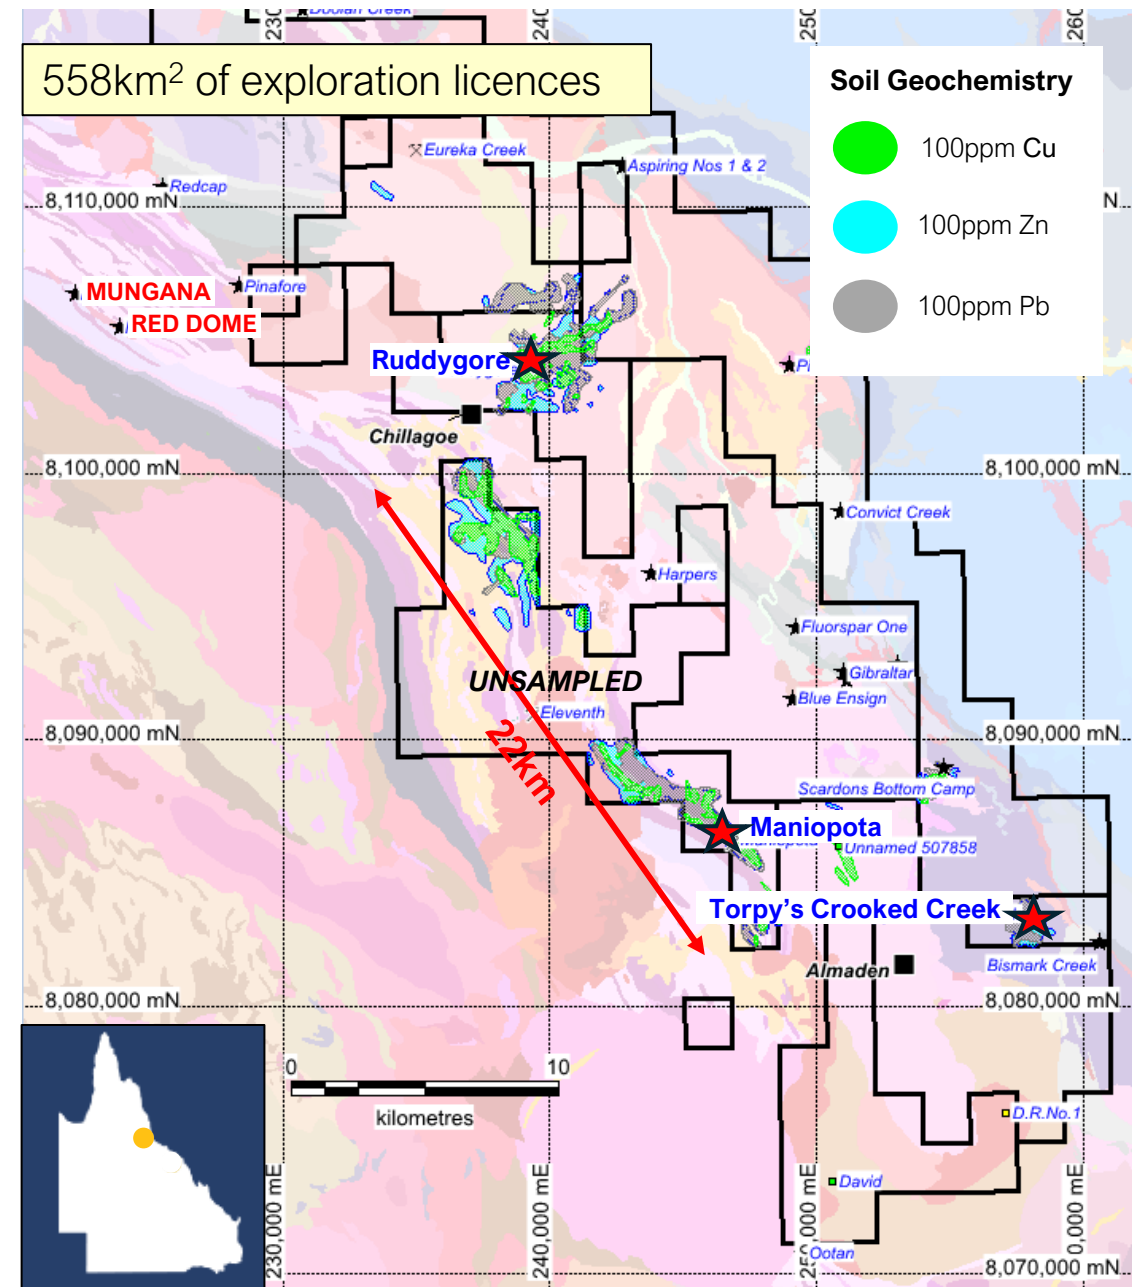 Doolan Creek
230
240
250
260
558km² of exploration licences
Soil Geochemistry
100ppm Cu
100ppm Zn
100ppm Pb
Eureka Creek
Aspiring Nos 1 & 2
Redcap
8,110,000 mN
N
MUNGANA
Pinafore
RED DOME
Ruddygore
Chillagoe
8,100,000 mN
8,100,000 mN
Convict Creek
Harpers
Fluorspar One
Gibraltar
UNSAMPLED
Blue Ensign
Eleventh
8,090,000 mN
8,090,000 mN
22km
Scardons Bottom Camp
Maniopota
Unnamed 507858
Torpy's Crooked Creek
Almaden
Bismark Creek
8,080,000 mN
8,080,000 mN
0
10
kilometres
D.R.No.1
David
Ootan
230,000 mE
240,000 mE
8,070,000 mN